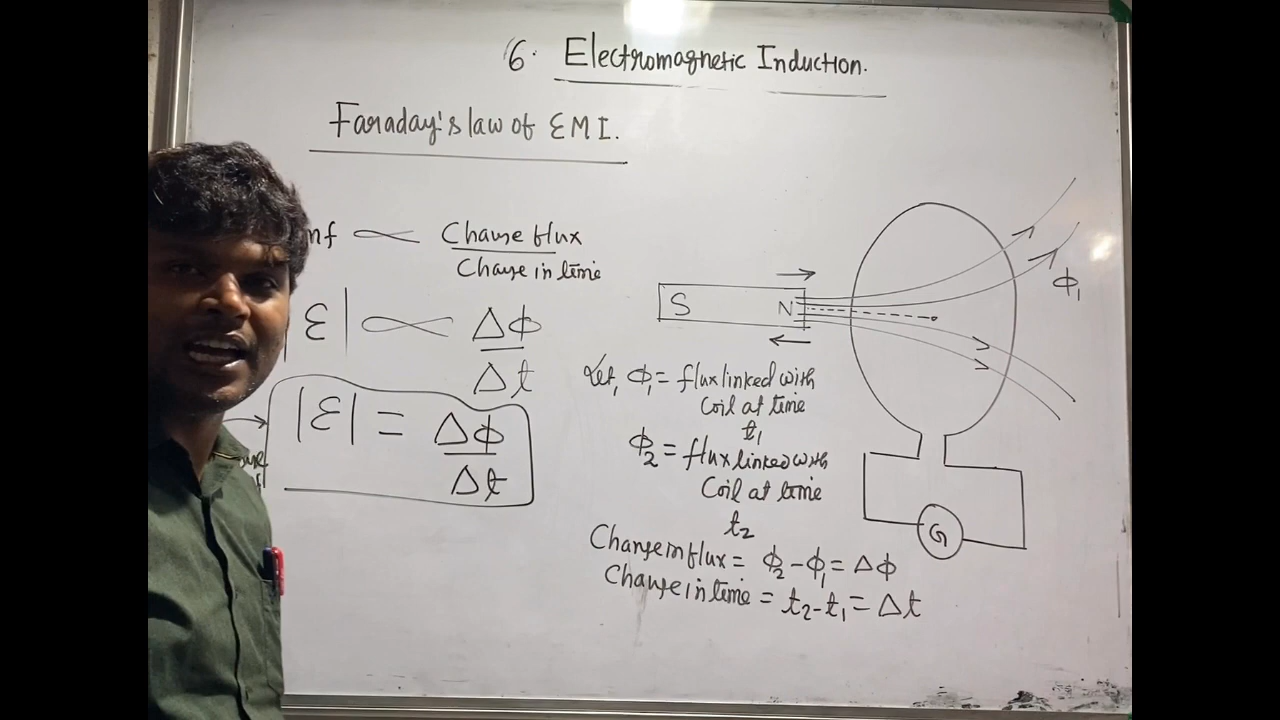 6. Electromagnetic Induction.
Faraday's law of EMI.
mf ∝ Change flux
Change in time
|ε| ∝ Δϕ
Δt
|ε| = Δϕ
Δt
S N
ϕ1
Let, ϕ1 = flux linked with
Coil at time
t1
ϕ2 = flux linked with
Coil at time
t2
Change in flux = ϕ2 - ϕ1 = Δϕ
Change in time = t2 - t1 = Δt
G